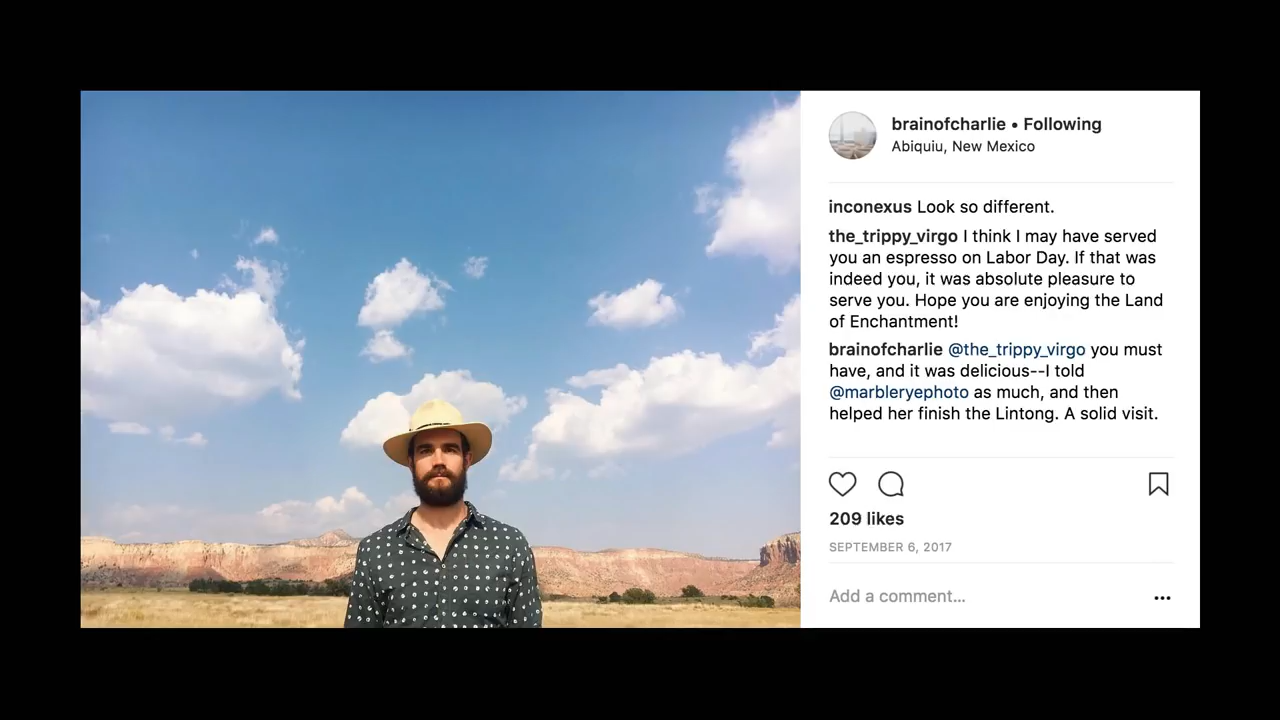 brainofcharlie • Following
Abiquiu, New Mexico
inconexus Look so different.
the_trippy_virgo I think I may have served
you an espresso on Labor Day. If that was
indeed you, it was absolute pleasure to
serve you. Hope you are enjoying the Land
of Enchantment!
brainofcharlie @the_trippy_virgo you must
have, and it was delicious--I told
@marbleryephoto as much, and then
helped her finish the Lintong. A solid visit.
209 likes
SEPTEMBER 6, 2017
Add a comment...